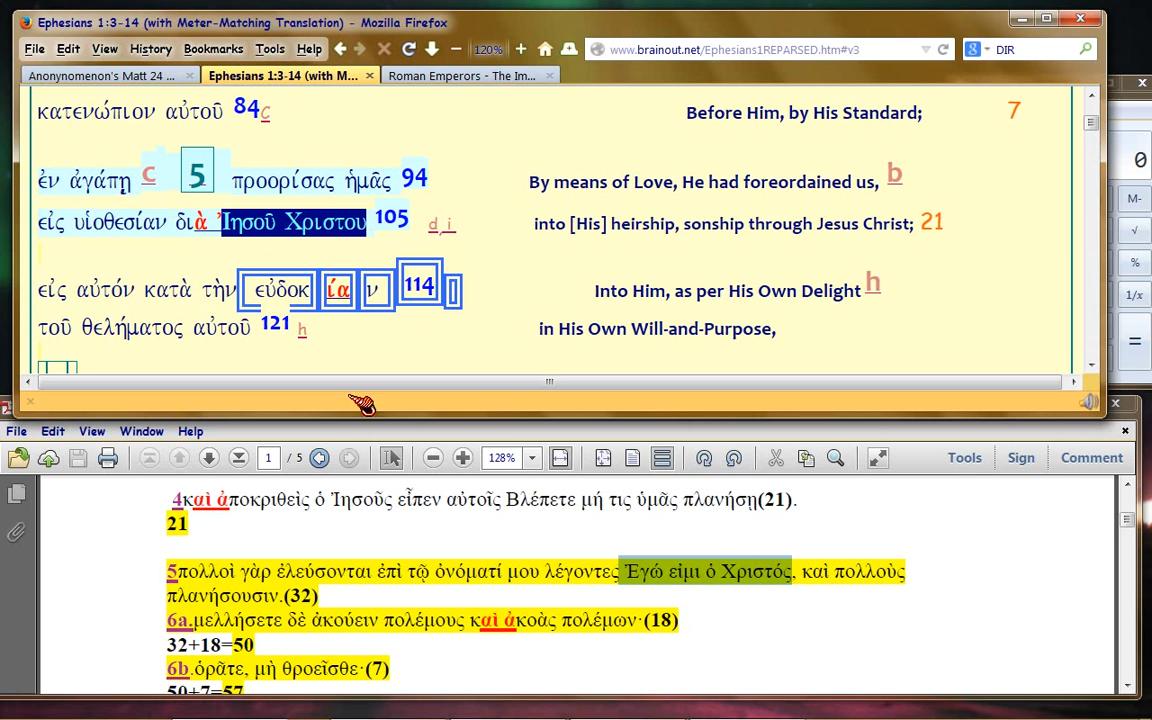 Ephesians 1:3-14 (with Meter-Matching Translation) - Mozilla Firefox
File Edit View History Bookmarks Tools Help 120% www.brainout.net/Ephesians1REPARSED.htm#v3 DIR
Anonynomenon's Matt 24 ... Ephesians 1:3-14 (with M... Roman Emperors - The Im...
κατενώπιον αὐτοῦ 84c Before Him, by His Standard; 7
ἐν ἀγάπῃ c 5 προορίσας ἡμᾶς 94 By means of Love, He had foreordained us, b
εἰς υἱοθεσίαν διὰ Ἰησοῦ Χριστου 105 d,i into [His] heirship, sonship through Jesus Christ; 21
εἰς αὐτόν κατὰ τὴν εὐδοκίαν 114 Into Him, as per His Own Delight h
τοῦ θελήματος αὐτοῦ 121 h in His Own Will-and-Purpose,
0
M-
√
%
1/x
=
File Edit View Window Help
1 / 5 128% Tools Sign Comment
4καὶ ἀποκριθεὶς ὁ Ἰησοῦς εἶπεν αὐτοῖς Βλέπετε μή τις ὑμᾶς πλανήσῃ(21).
21
5πολλοὶ γὰρ ἐλεύσονται ἐπὶ τῷ ὀνόματί μου λέγοντες Ἐγώ εἰμι ὁ Χριστός, καὶ πολλοὺς
πλανήσουσιν.(32)
6a.μελλήσετε δὲ ἀκούειν πολέμους καὶ ἀκοὰς πολέμων·(18)
32+18=50
6b.ὁρᾶτε, μὴ θροεῖσθε·(7)
50+7=57